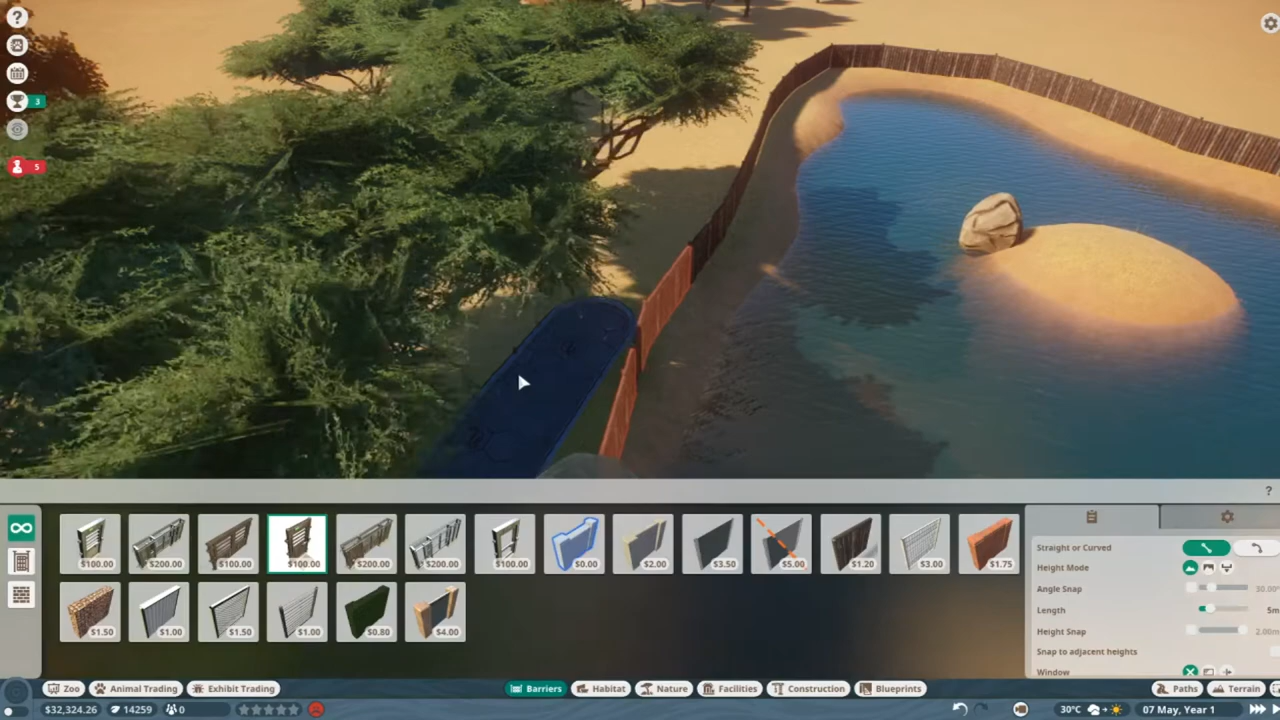 ?
3
5
?
$100.00 $200.00 $100.00 $100.00 $200.00 $200.00 $100.00 $0.00 $2.00 $3.50 $5.00 $1.20 $3.00 $1.75
$1.50 $1.00 $1.50 $1.00 $0.80 $4.00
Straight or Curved
Height Mode
Angle Snap
Length 5m
Height Snap 2.00m
Snap to adjacent heights
Window
Zoo Animal Trading Exhibit Trading Barriers Habitat Nature Facilities Construction Blueprints Paths Terrain
$32,324.26 14259 0 30°C 07 May, Year 1